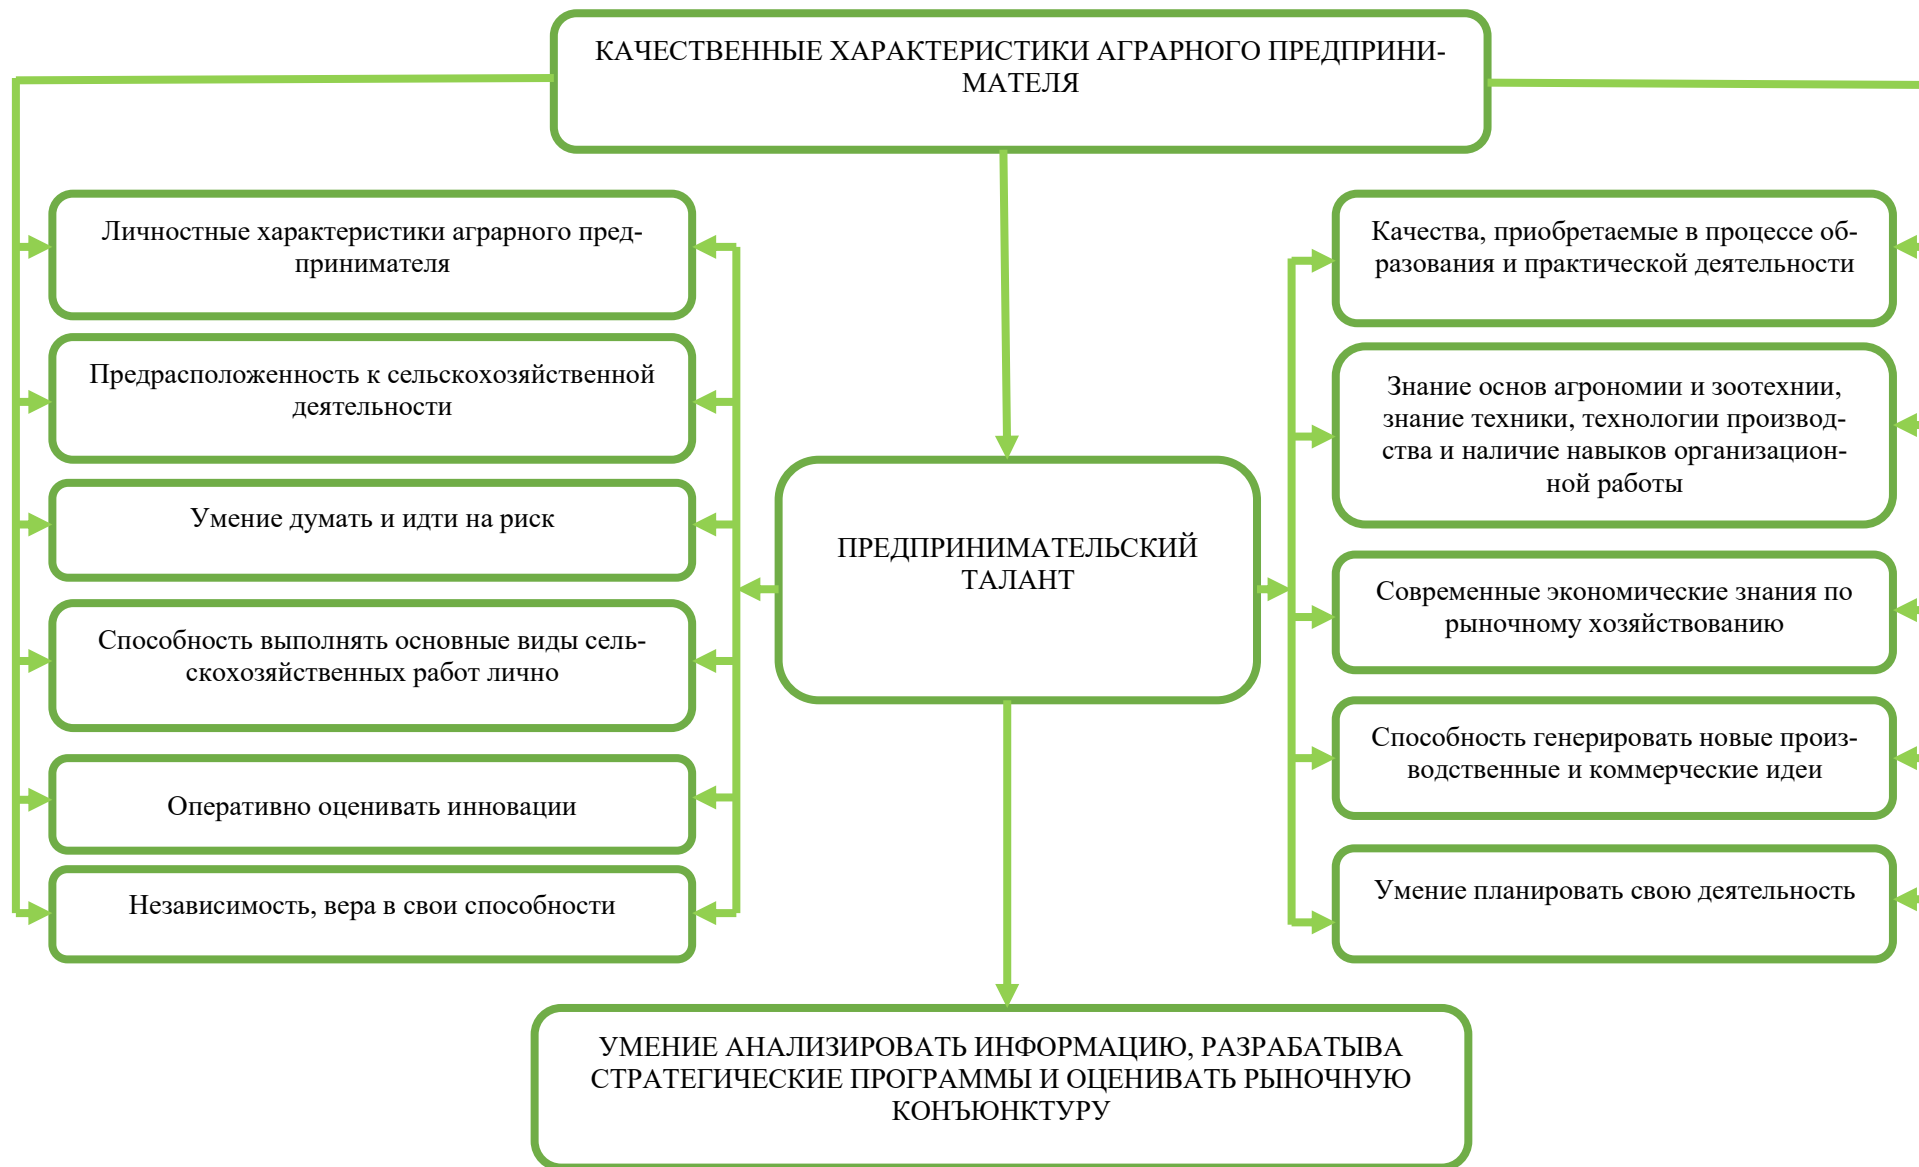 КАЧЕСТВЕННЫЕ ХАРАКТЕРИСТИКИ АГРАРНОГО ПРЕДПРИНИ-
МАТЕЛЯ
Личностные характеристики аграрного пред-
принимателя
Предрасположенность к сельскохозяйственной
деятельности
Умение думать и идти на риск
Способность выполнять основные виды сель-
скохозяйственных работ лично
Оперативно оценивать инновации
Независимость, вера в свои способности
ПРЕДПРИНИМАТЕЛЬСКИЙ
ТАЛАНТ
Качества, приобретаемые в процессе об-
разования и практической деятельности
Знание основ агрономии и зоотехнии,
знание техники, технологии производ-
ства и наличие навыков организацион-
ной работы
Современные экономические знания по
рыночному хозяйствованию
Способность генерировать новые произ-
водственные и коммерческие идеи
Умение планировать свою деятельность
УМЕНИЕ АНАЛИЗИРОВАТЬ ИНФОРМАЦИЮ, РАЗРАБАТЫВА
СТРАТЕГИЧЕСКИЕ ПРОГРАММЫ И ОЦЕНИВАТЬ РЫНОЧНУЮ
КОНЪЮНКТУРУ